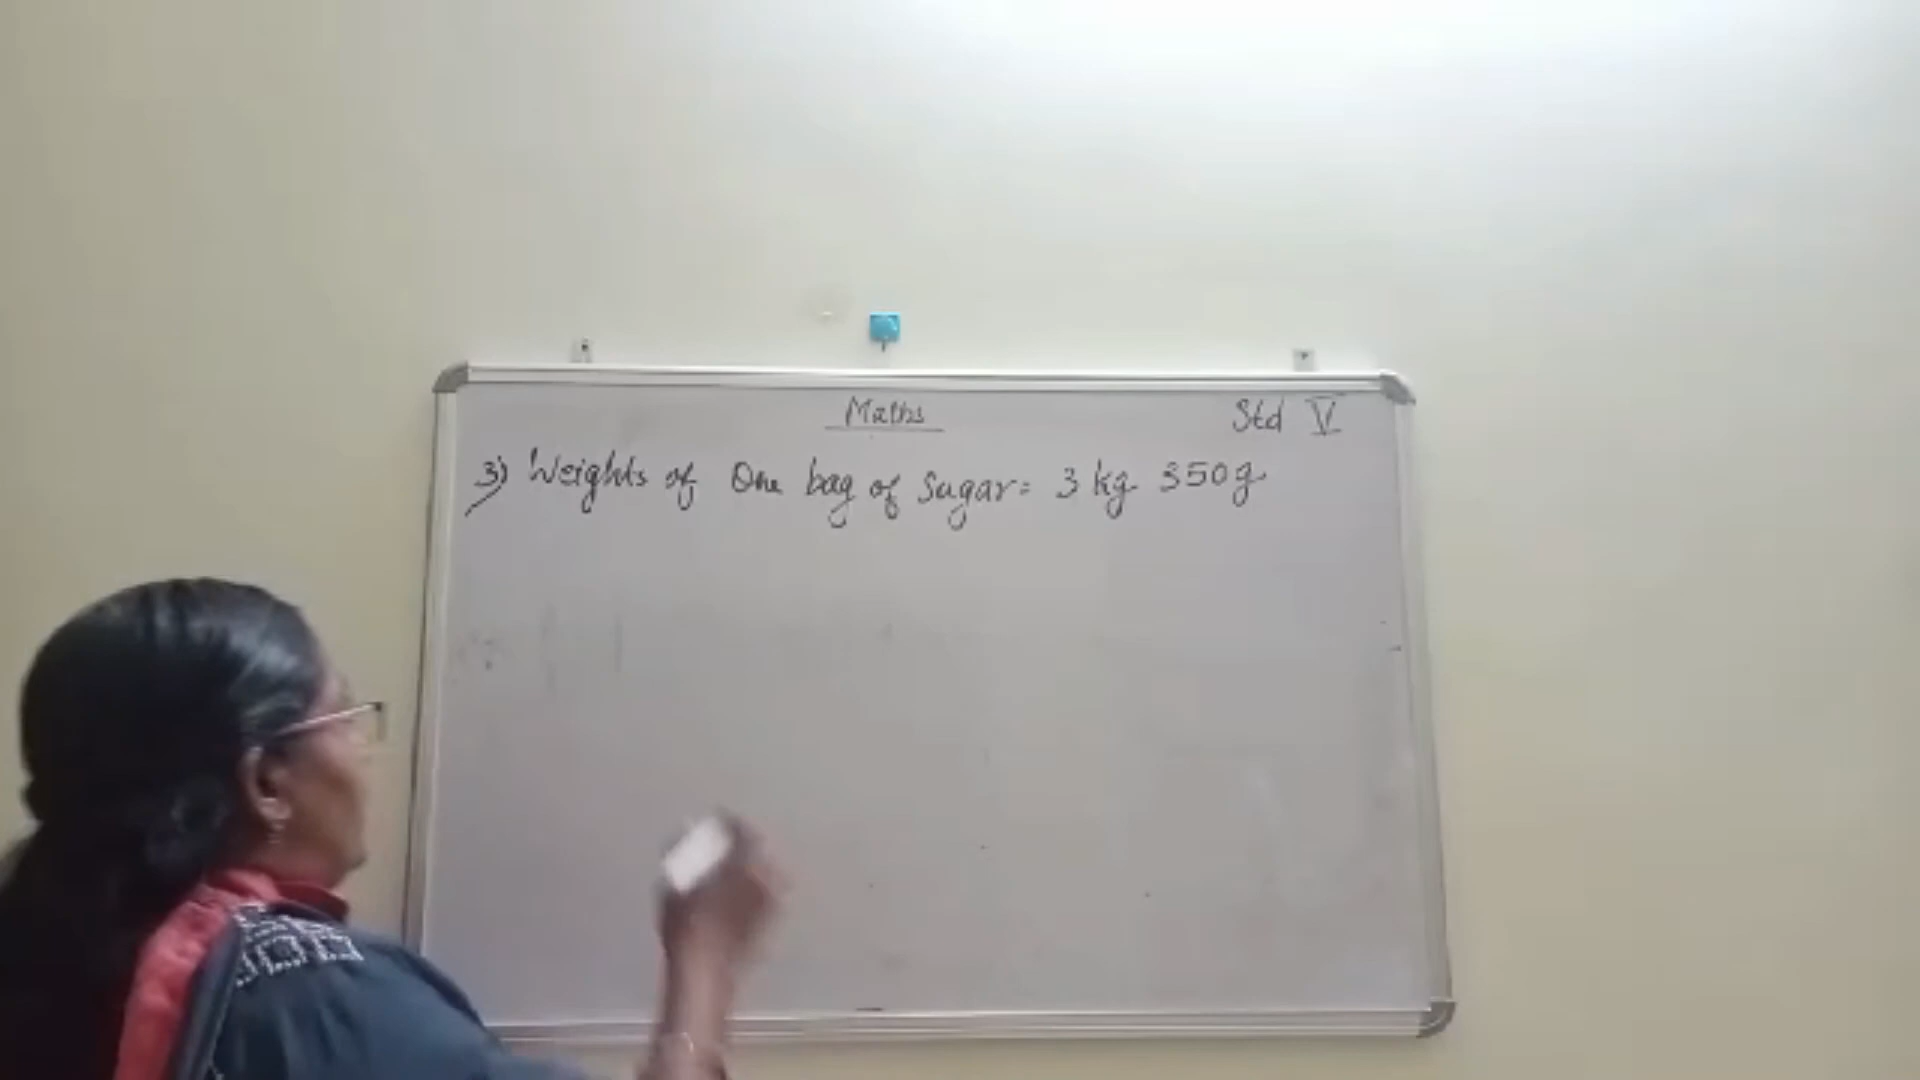 Maths
Std V
3) Weights of One bag of Sugar = 3 kg 350g